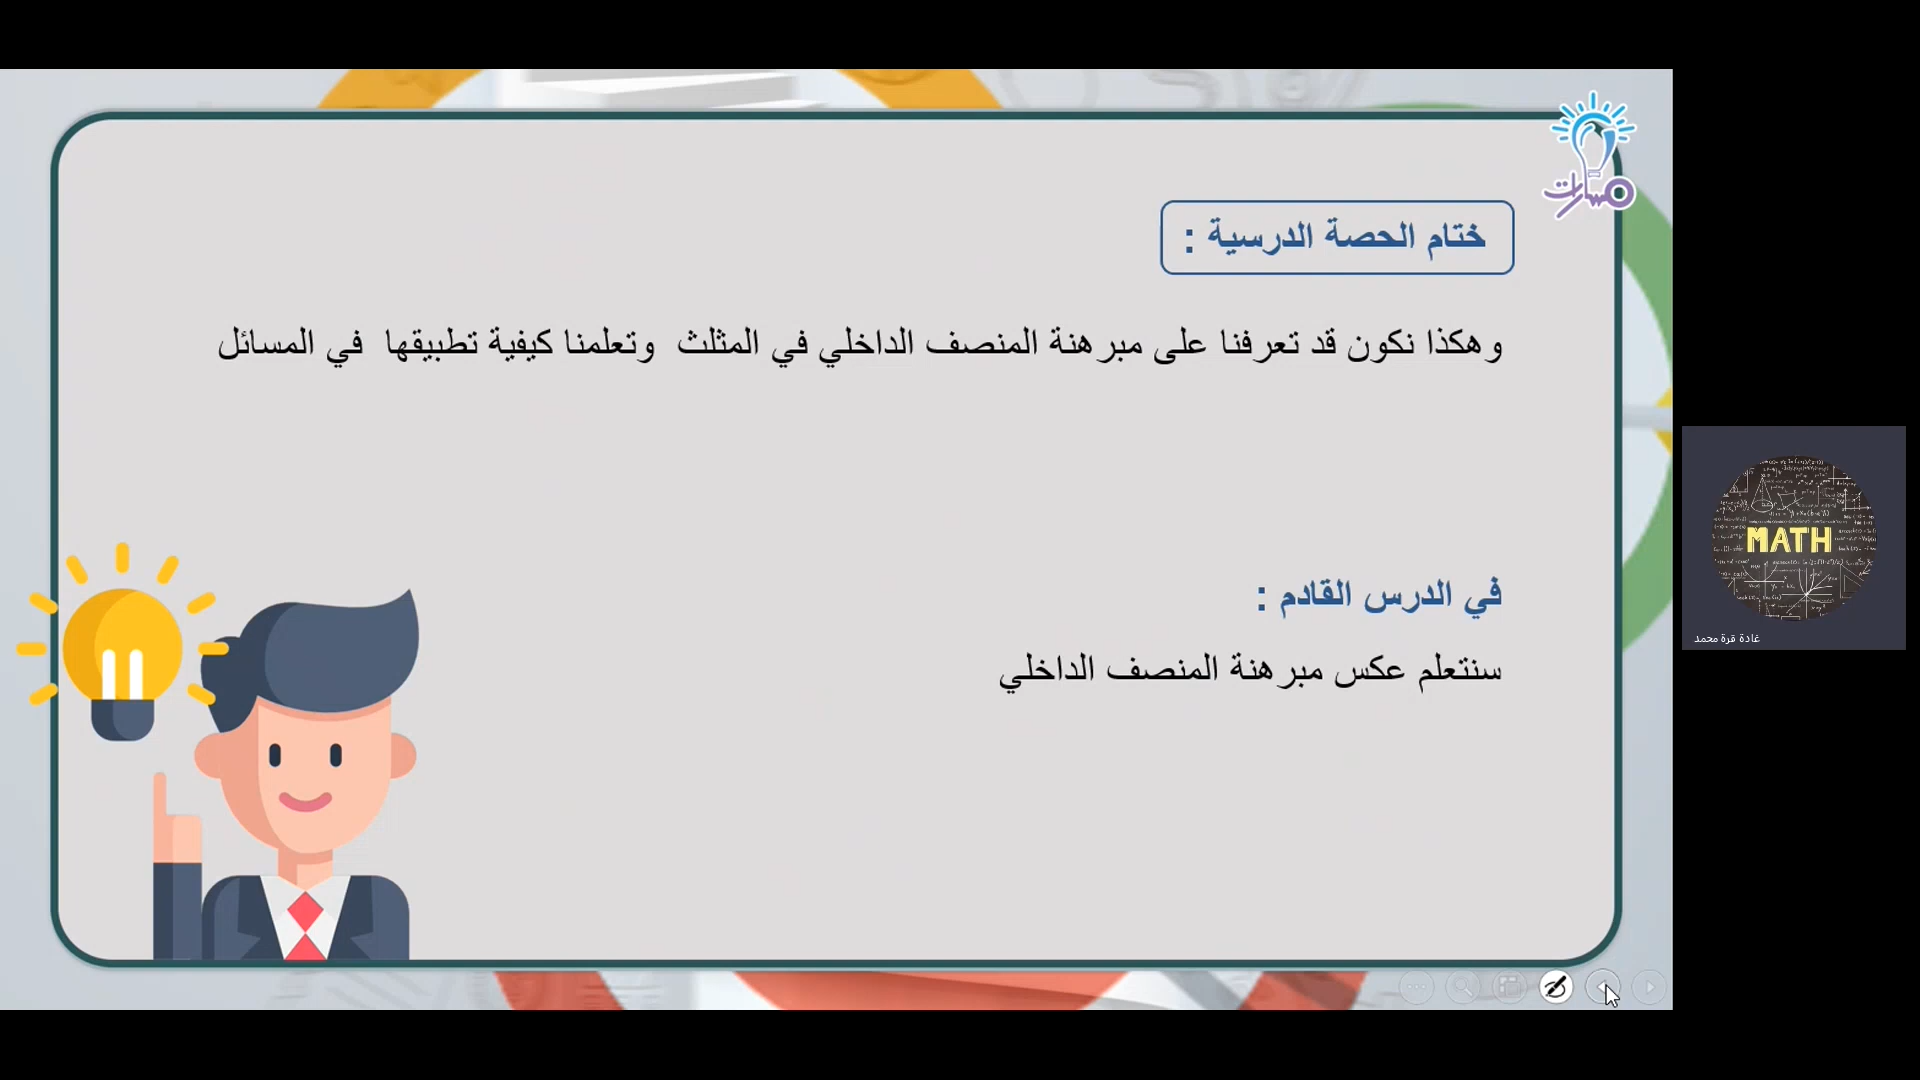 مسارات
ختام الحصة الدرسية :
وهكذا نكون قد تعرفنا على مبرهنة المنصف الداخلي في المثلث وتعلمنا كيفية تطبيقها في المسائل
في الدرس القادم :
سنتعلم عكس مبرهنة المنصف الداخلي
MATH
غادة قرة محمد